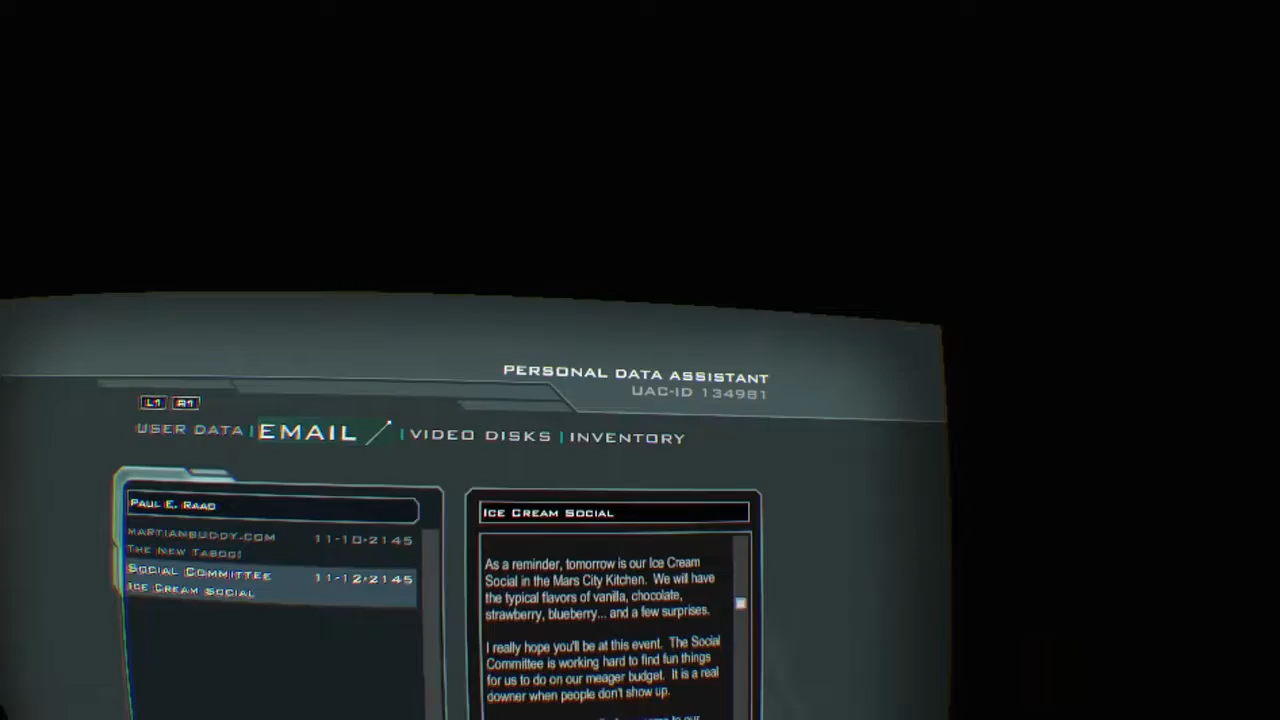 PERSONAL DATA ASSISTANT
UAC-ID 134981
L1 R1
USER DATA | EMAIL | VIDEO DISKS | INVENTORY
PAUL E. RAAD
MARTIANBUDDY.COM 11-10-2145
THE NEW TABOO!
SOCIAL COMMITTEE 11-12-2145
ICE CREAM SOCIAL
ICE CREAM SOCIAL
As a reminder, tomorrow is our Ice Cream
Social in the Mars City Kitchen. We will have
the typical flavors of vanilla, chocolate,
strawberry, blueberry... and a few surprises.
I really hope you'll be at this event. The Social
Committee is working hard to find fun things
for us to do on our meager budget. It is a real
downer when people don't show up.
to our